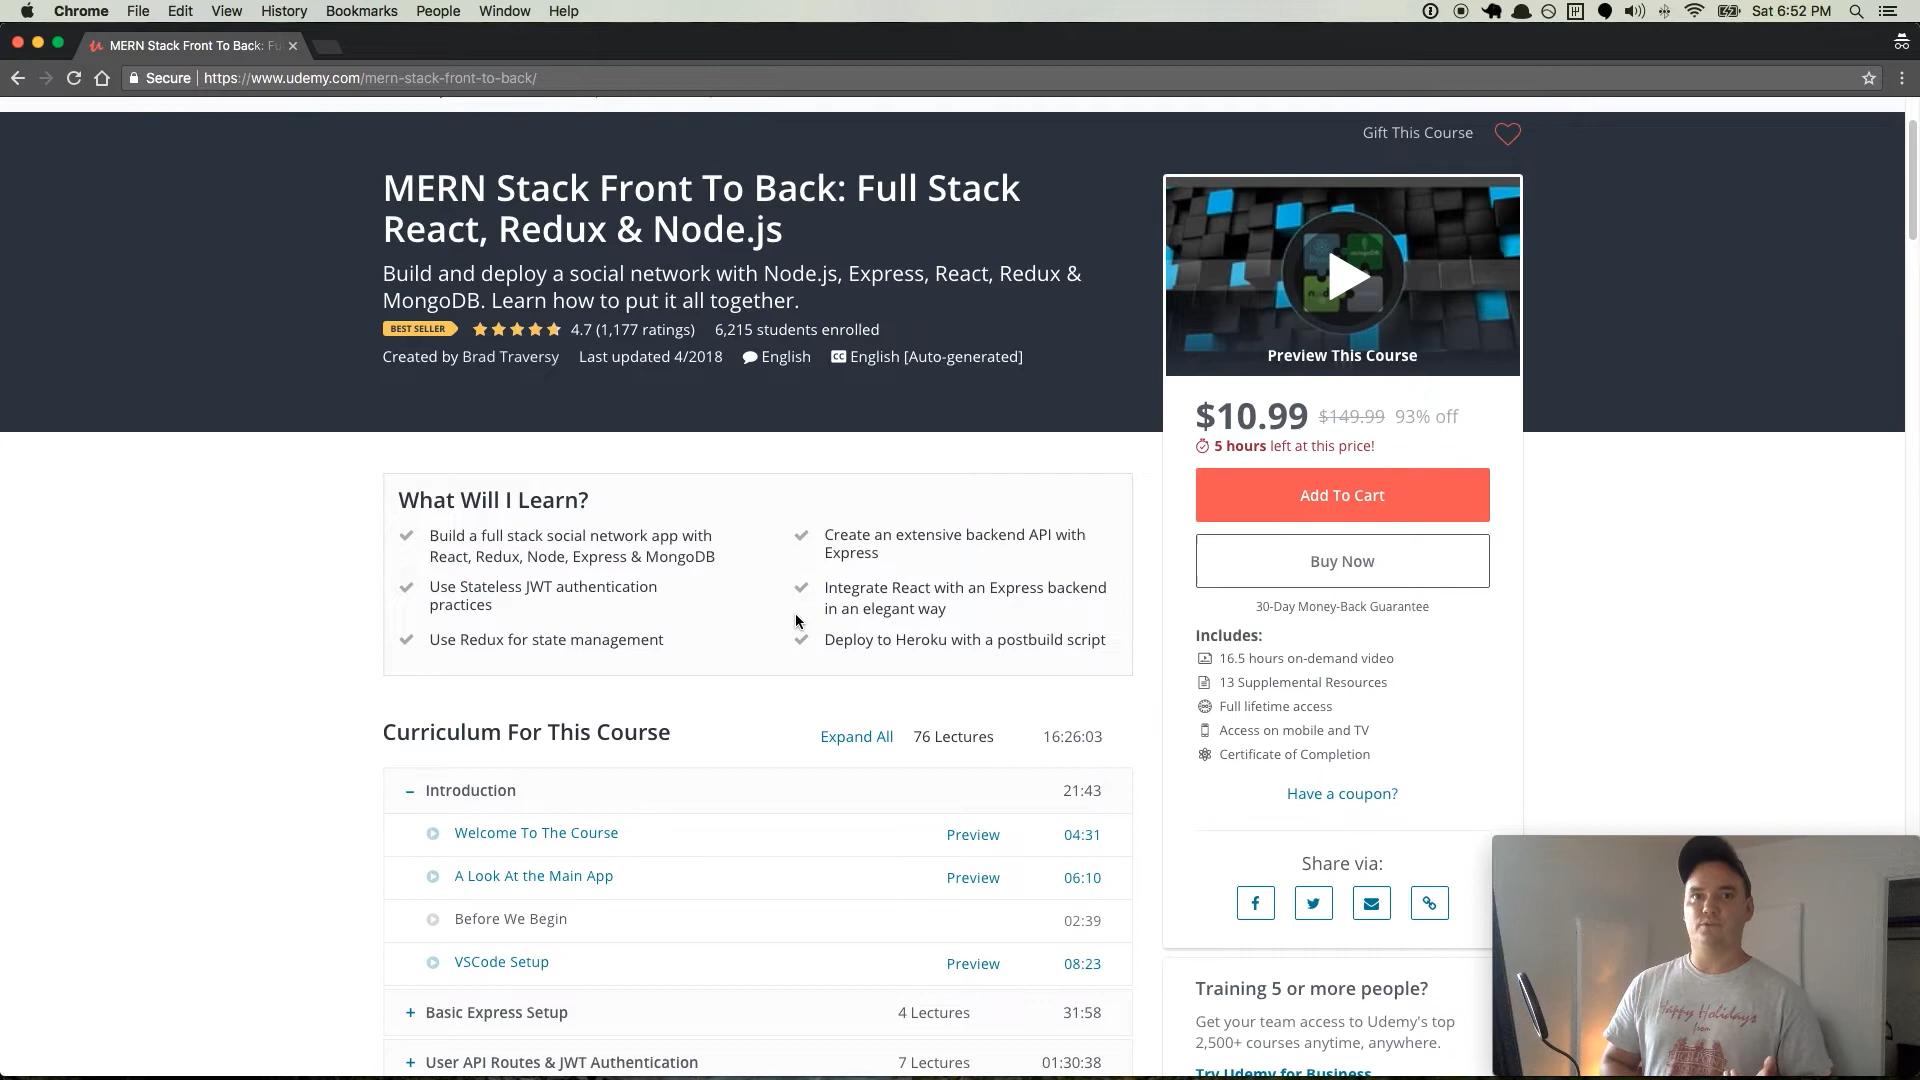 Chrome File Edit View History Bookmarks People Window Help
Sat 6:52 PM
MERN Stack Front To Back: Fu
Secure https://www.udemy.com/mern-stack-front-to-back/
Gift This Course
MERN Stack Front To Back: Full Stack
React, Redux & Node.js
Build and deploy a social network with Node.js, Express, React, Redux &
MongoDB. Learn how to put it all together.
BEST SELLER 4.7 (1,177 ratings) 6,215 students enrolled
Created by Brad Traversy Last updated 4/2018 English CC English [Auto-generated]
Preview This Course
$10.99 $149.99 93% off
5 hours left at this price!
Add To Cart
Buy Now
30-Day Money-Back Guarantee
Includes:
16.5 hours on-demand video
13 Supplemental Resources
Full lifetime access
Access on mobile and TV
Certificate of Completion
Have a coupon?
Share via:
Training 5 or more people?
Get your team access to Udemy's top
2,500+ courses anytime, anywhere.
Try Udemy for Business
What Will I Learn?
Build a full stack social network app with
React, Redux, Node, Express & MongoDB
Use Stateless JWT authentication
practices
Use Redux for state management
Create an extensive backend API with
Express
Integrate React with an Express backend
in an elegant way
Deploy to Heroku with a postbuild script
Curriculum For This Course Expand All 76 Lectures 16:26:03
Introduction 21:43
Welcome To The Course Preview 04:31
A Look At the Main App Preview 06:10
Before We Begin 02:39
VSCode Setup Preview 08:23
Basic Express Setup 4 Lectures 31:58
User API Routes & JWT Authentication 7 Lectures 01:30:38
Happy Holidays
from